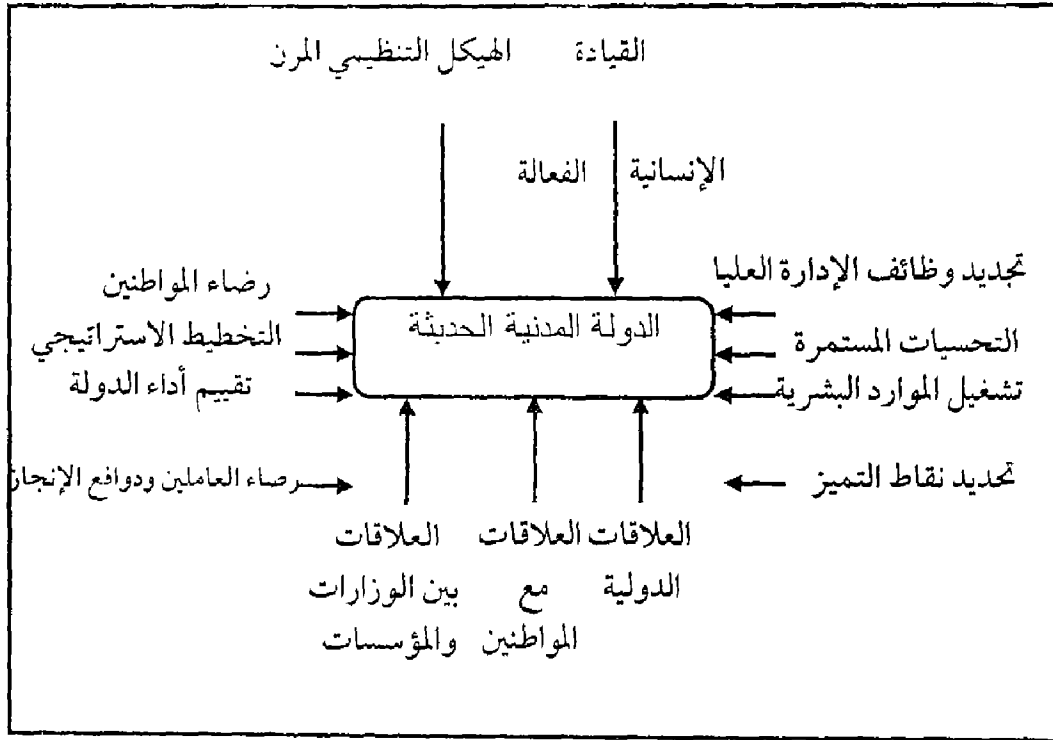 القيادة الهيكل التنظيمي المرن
الإنسانية الفعالة
تجديد وظائف الإدارة العليا
رضاء المواطنين
الدولة المدنية الحديثة
التحسيات المستمرة
التخطيط الاستراتيجي
تشغيل الموارد البشرية
تقييم أداء الدولة
تحديد نقاط التميز
رضاء العاملين ودوافع الإنجاز
العلاقات العلاقات العلاقات
الدولية مع بين الوزارات
المواطنين والمؤسسات